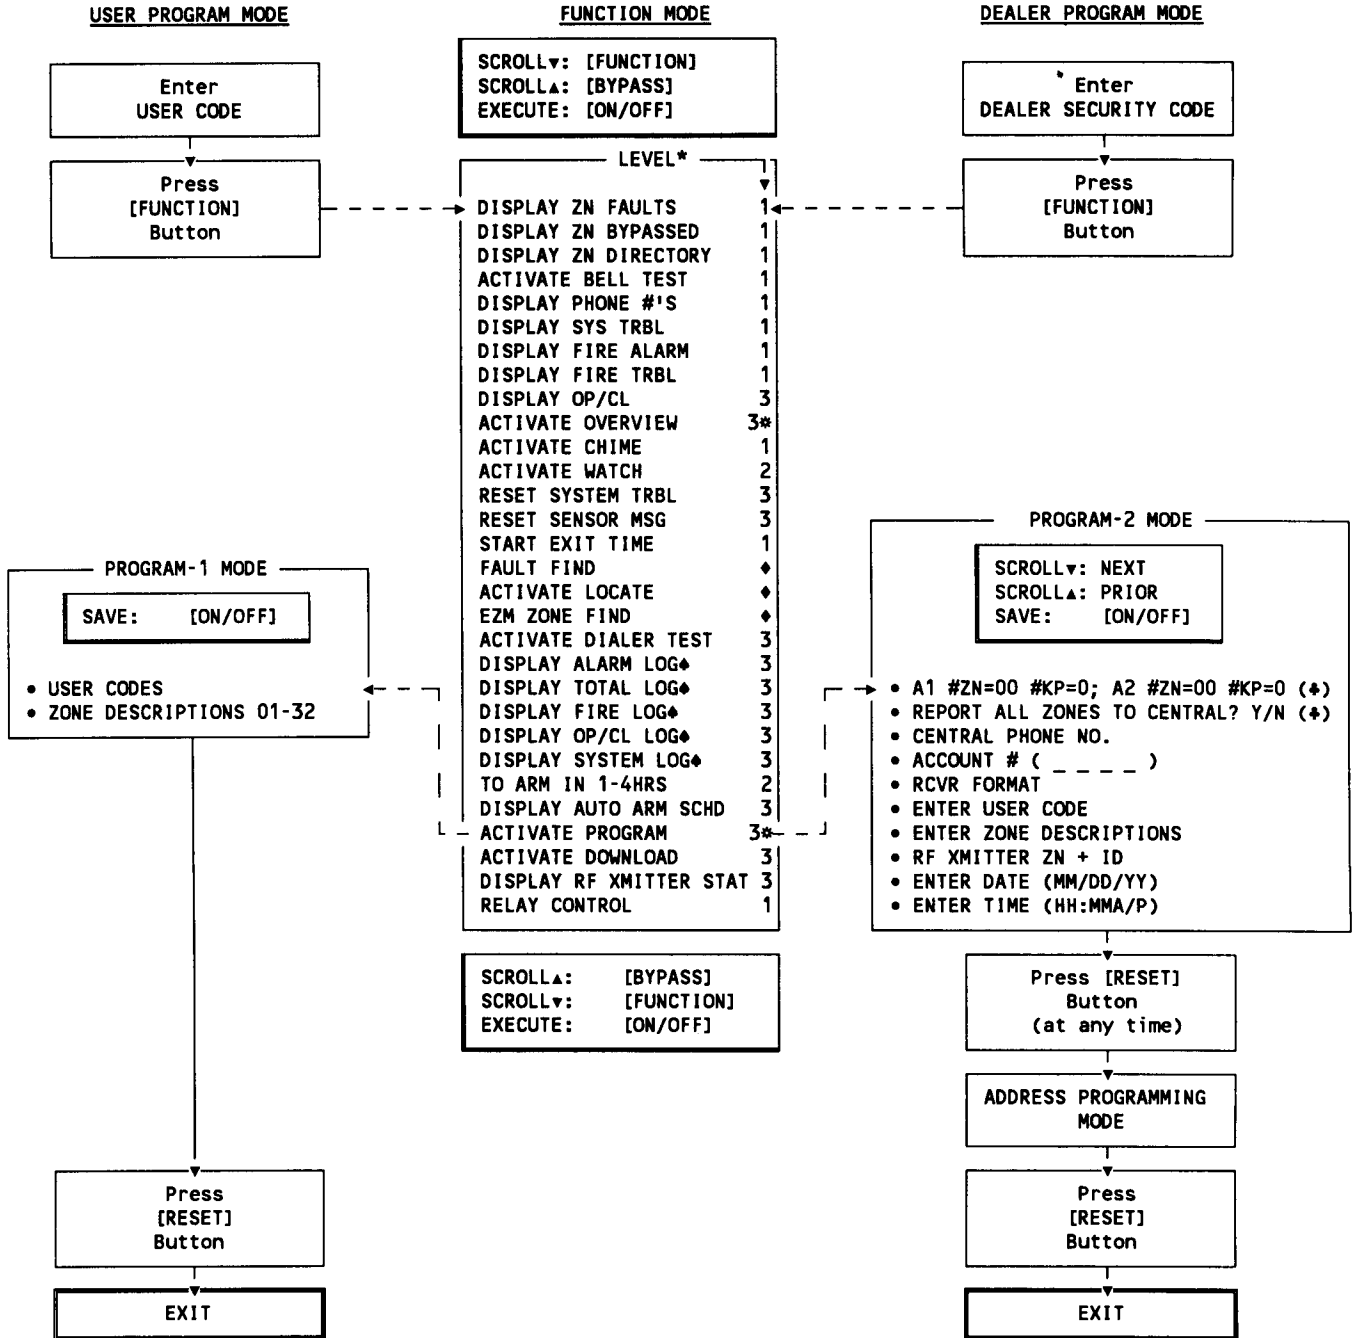 USER PROGRAM MODE
Enter
USER CODE
Press
[FUNCTION]
Button
PROGRAM-1 MODE
SAVE: [ON/OFF]
• USER CODES
• ZONE DESCRIPTIONS 01-32
Press
[RESET]
Button
EXIT
FUNCTION MODE
SCROLL▼: [FUNCTION]
SCROLL▲: [BYPASS]
EXECUTE: [ON/OFF]
LEVEL*
DISPLAY ZN FAULTS 1
DISPLAY ZN BYPASSED 1
DISPLAY ZN DIRECTORY 1
ACTIVATE BELL TEST 1
DISPLAY PHONE #'S 1
DISPLAY SYS TRBL 1
DISPLAY FIRE ALARM 1
DISPLAY FIRE TRBL 1
DISPLAY OP/CL 3
ACTIVATE OVERVIEW 3☼
ACTIVATE CHIME 1
ACTIVATE WATCH 2
RESET SYSTEM TRBL 3
RESET SENSOR MSG 3
START EXIT TIME 1
FAULT FIND ♦
ACTIVATE LOCATE ♦
EZM ZONE FIND ♦
ACTIVATE DIALER TEST 3
DISPLAY ALARM LOG♠ 3
DISPLAY TOTAL LOG♠ 3
DISPLAY FIRE LOG♠ 3
DISPLAY OP/CL LOG♠ 3
DISPLAY SYSTEM LOG♠ 3
TO ARM IN 1-4HRS 2
DISPLAY AUTO ARM SCHD 3
ACTIVATE PROGRAM 3☼
ACTIVATE DOWNLOAD 3
DISPLAY RF XMITTER STAT 3
RELAY CONTROL 1
SCROLL▲: [BYPASS]
SCROLL▼: [FUNCTION]
EXECUTE: [ON/OFF]
DEALER PROGRAM MODE
* Enter
DEALER SECURITY CODE
Press
[FUNCTION]
Button
PROGRAM-2 MODE
SCROLL▼: NEXT
SCROLL▲: PRIOR
SAVE: [ON/OFF]
• A1 #ZN=00 #KP=0; A2 #ZN=00 #KP=0 (♣)
• REPORT ALL ZONES TO CENTRAL? Y/N (♣)
• CENTRAL PHONE NO.
• ACCOUNT # ( _ _ _ _ _ )
• RCVR FORMAT
• ENTER USER CODE
• ENTER ZONE DESCRIPTIONS
• RF XMITTER ZN + ID
• ENTER DATE (MM/DD/YY)
• ENTER TIME (HH:MMA/P)
Press [RESET]
Button
(at any time)
ADDRESS PROGRAMMING
MODE
Press
[RESET]
Button
EXIT